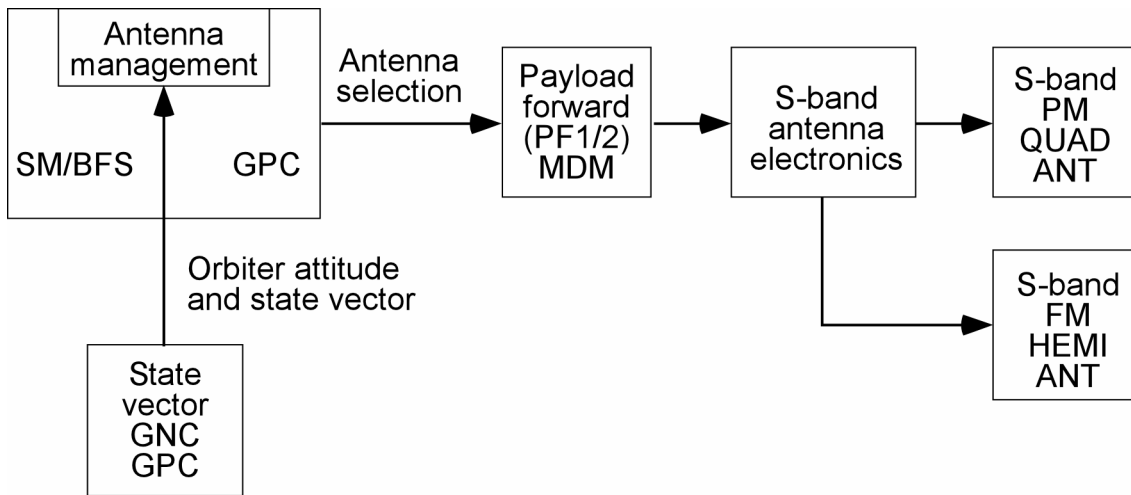 Antenna
management
SM/BFS GPC
Antenna
selection
Payload
forward
(PF1/2)
MDM
S-band
antenna
electronics
S-band
PM
QUAD
ANT
Orbiter attitude
and state vector
S-band
FM
HEMI
ANT
State
vector
GNC
GPC